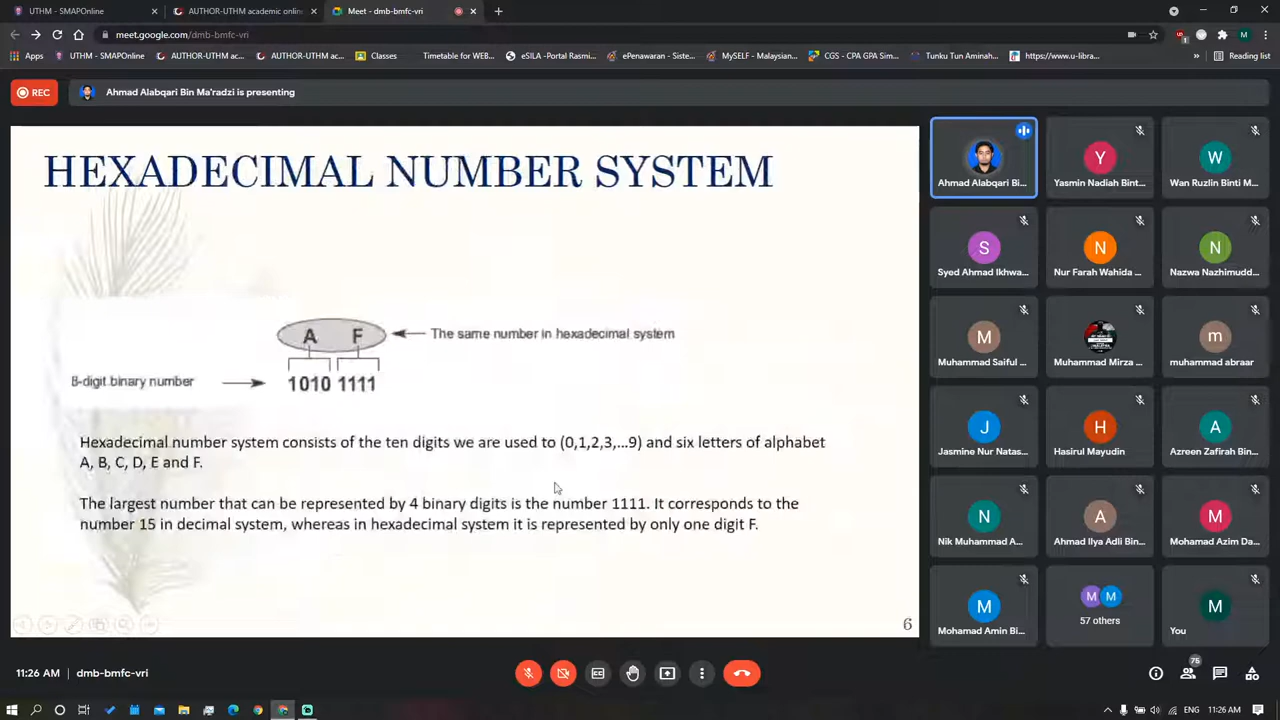 UTHM - SMAPOnline
AUTHOR-UTHM academic onlin
Meet - dmb-bmfc-vri
meet.google.com/dmb-bmfc-vri
Apps
UTHM - SMAPOnline
AUTHOR-UTHM ac...
AUTHOR-UTHM ac...
Classes
Timetable for WEB...
eSILA -Portal Rasmi...
ePenawaran - Siste...
MySELF - Malaysian...
CGS - CPA GPA Sim...
Tunku Tun Aminah...
https://www.u-libra...
»
Reading list
REC
Ahmad Alabqari Bin Ma'radzi is presenting
HEXADECIMAL NUMBER SYSTEM
A F
The same number in hexadecimal system
8-digit binary number
1010 1111
Hexadecimal number system consists of the ten digits we are used to (0,1,2,3,...9) and six letters of alphabet
A, B, C, D, E and F.
The largest number that can be represented by 4 binary digits is the number 1111. It corresponds to the
number 15 in decimal system, whereas in hexadecimal system it is represented by only one digit F.
6
Ahmad Alabqari Bi...
Y
Yasmin Nadiah Bint...
W
Wan Ruzlin Binti M...
S
Syed Ahmad Ikhwa...
N
Nur Farah Wahida ...
N
Nazwa Nazhimudd...
M
Muhammad Saiful ...
Muhammad Mirza ...
m
muhammad abraar
J
Jasmine Nur Natas...
H
Hasirul Mayudin
A
Azreen Zafirah Bin...
N
Nik Muhammad A...
A
Ahmad Ilya Adli Bin...
M
Mohamad Azim Da...
M
Mohamad Amin Bi...
M M
57 others
M
You
11:26 AM | dmb-bmfc-vri
75
ENG 11:26 AM